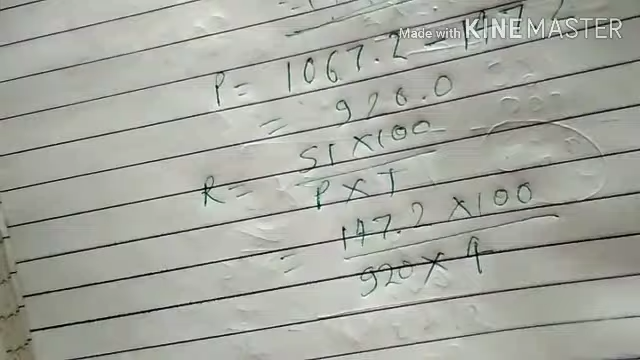 Made with KINEMASTER
P = 1067.2 - 147.2
= 920.0
R = SI × 100
P × T
= 147.2 × 100
920 × 4